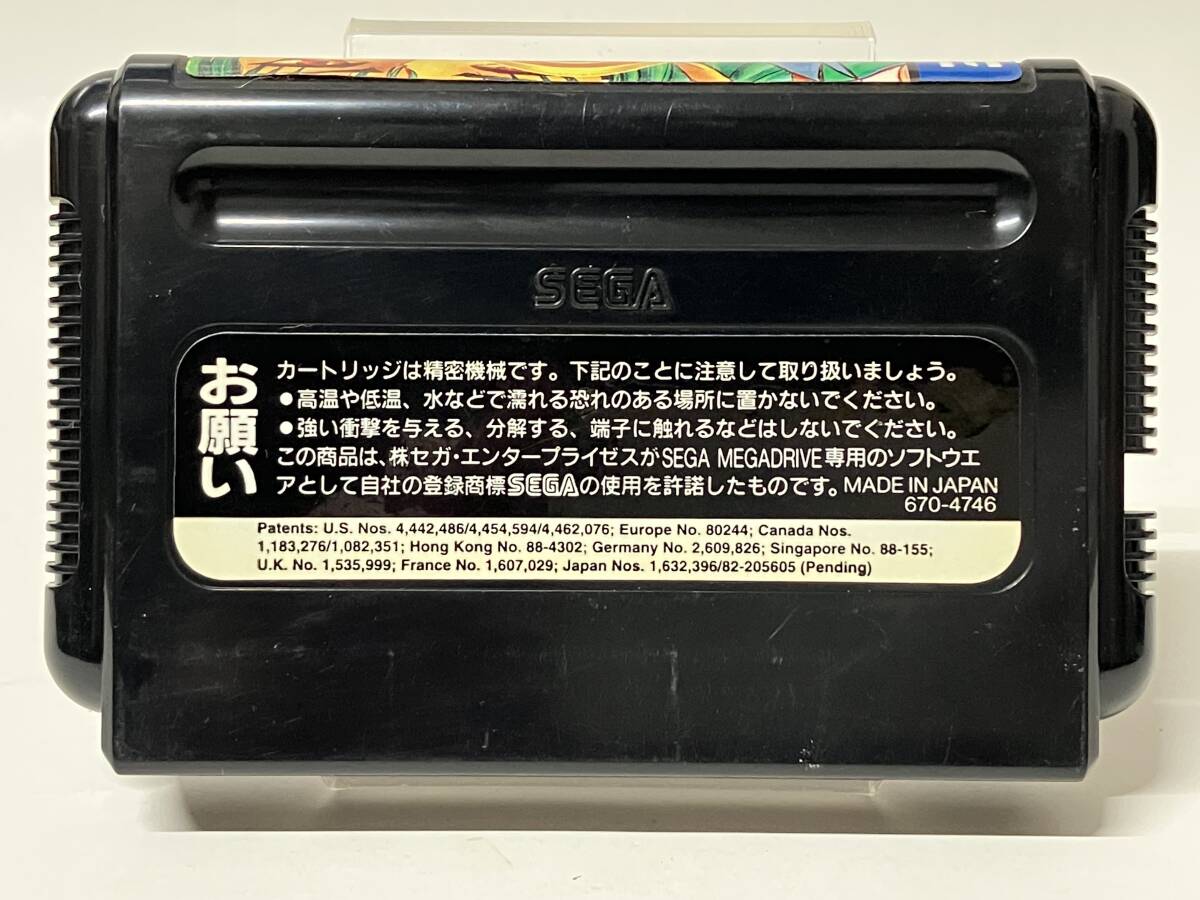 SEGA
お願い
カートリッジは精密機械です。下記のことに注意して取り扱いましょう。
●高温や低温、水などで濡れる恐れのある場所に置かないでください。
●強い衝撃を与える、分解する、端子に触れるなどはしないでください。
この商品は、株セガ・エンタープライゼスがSEGA MEGADRIVE専用のソフトウエ
アとして自社の登録商標SEGAの使用を許諾したものです。MADE IN JAPAN
670-4746
Patents: U.S. Nos. 4,442,486/4,454,594/4,462,076; Europe No. 80244; Canada Nos.
1,183,276/1,082,351; Hong Kong No. 88-4302; Germany No. 2,609,826; Singapore No. 88-155;
U.K. No. 1,535,999; France No. 1,607,029; Japan Nos. 1,632,396/82-205605 (Pending)